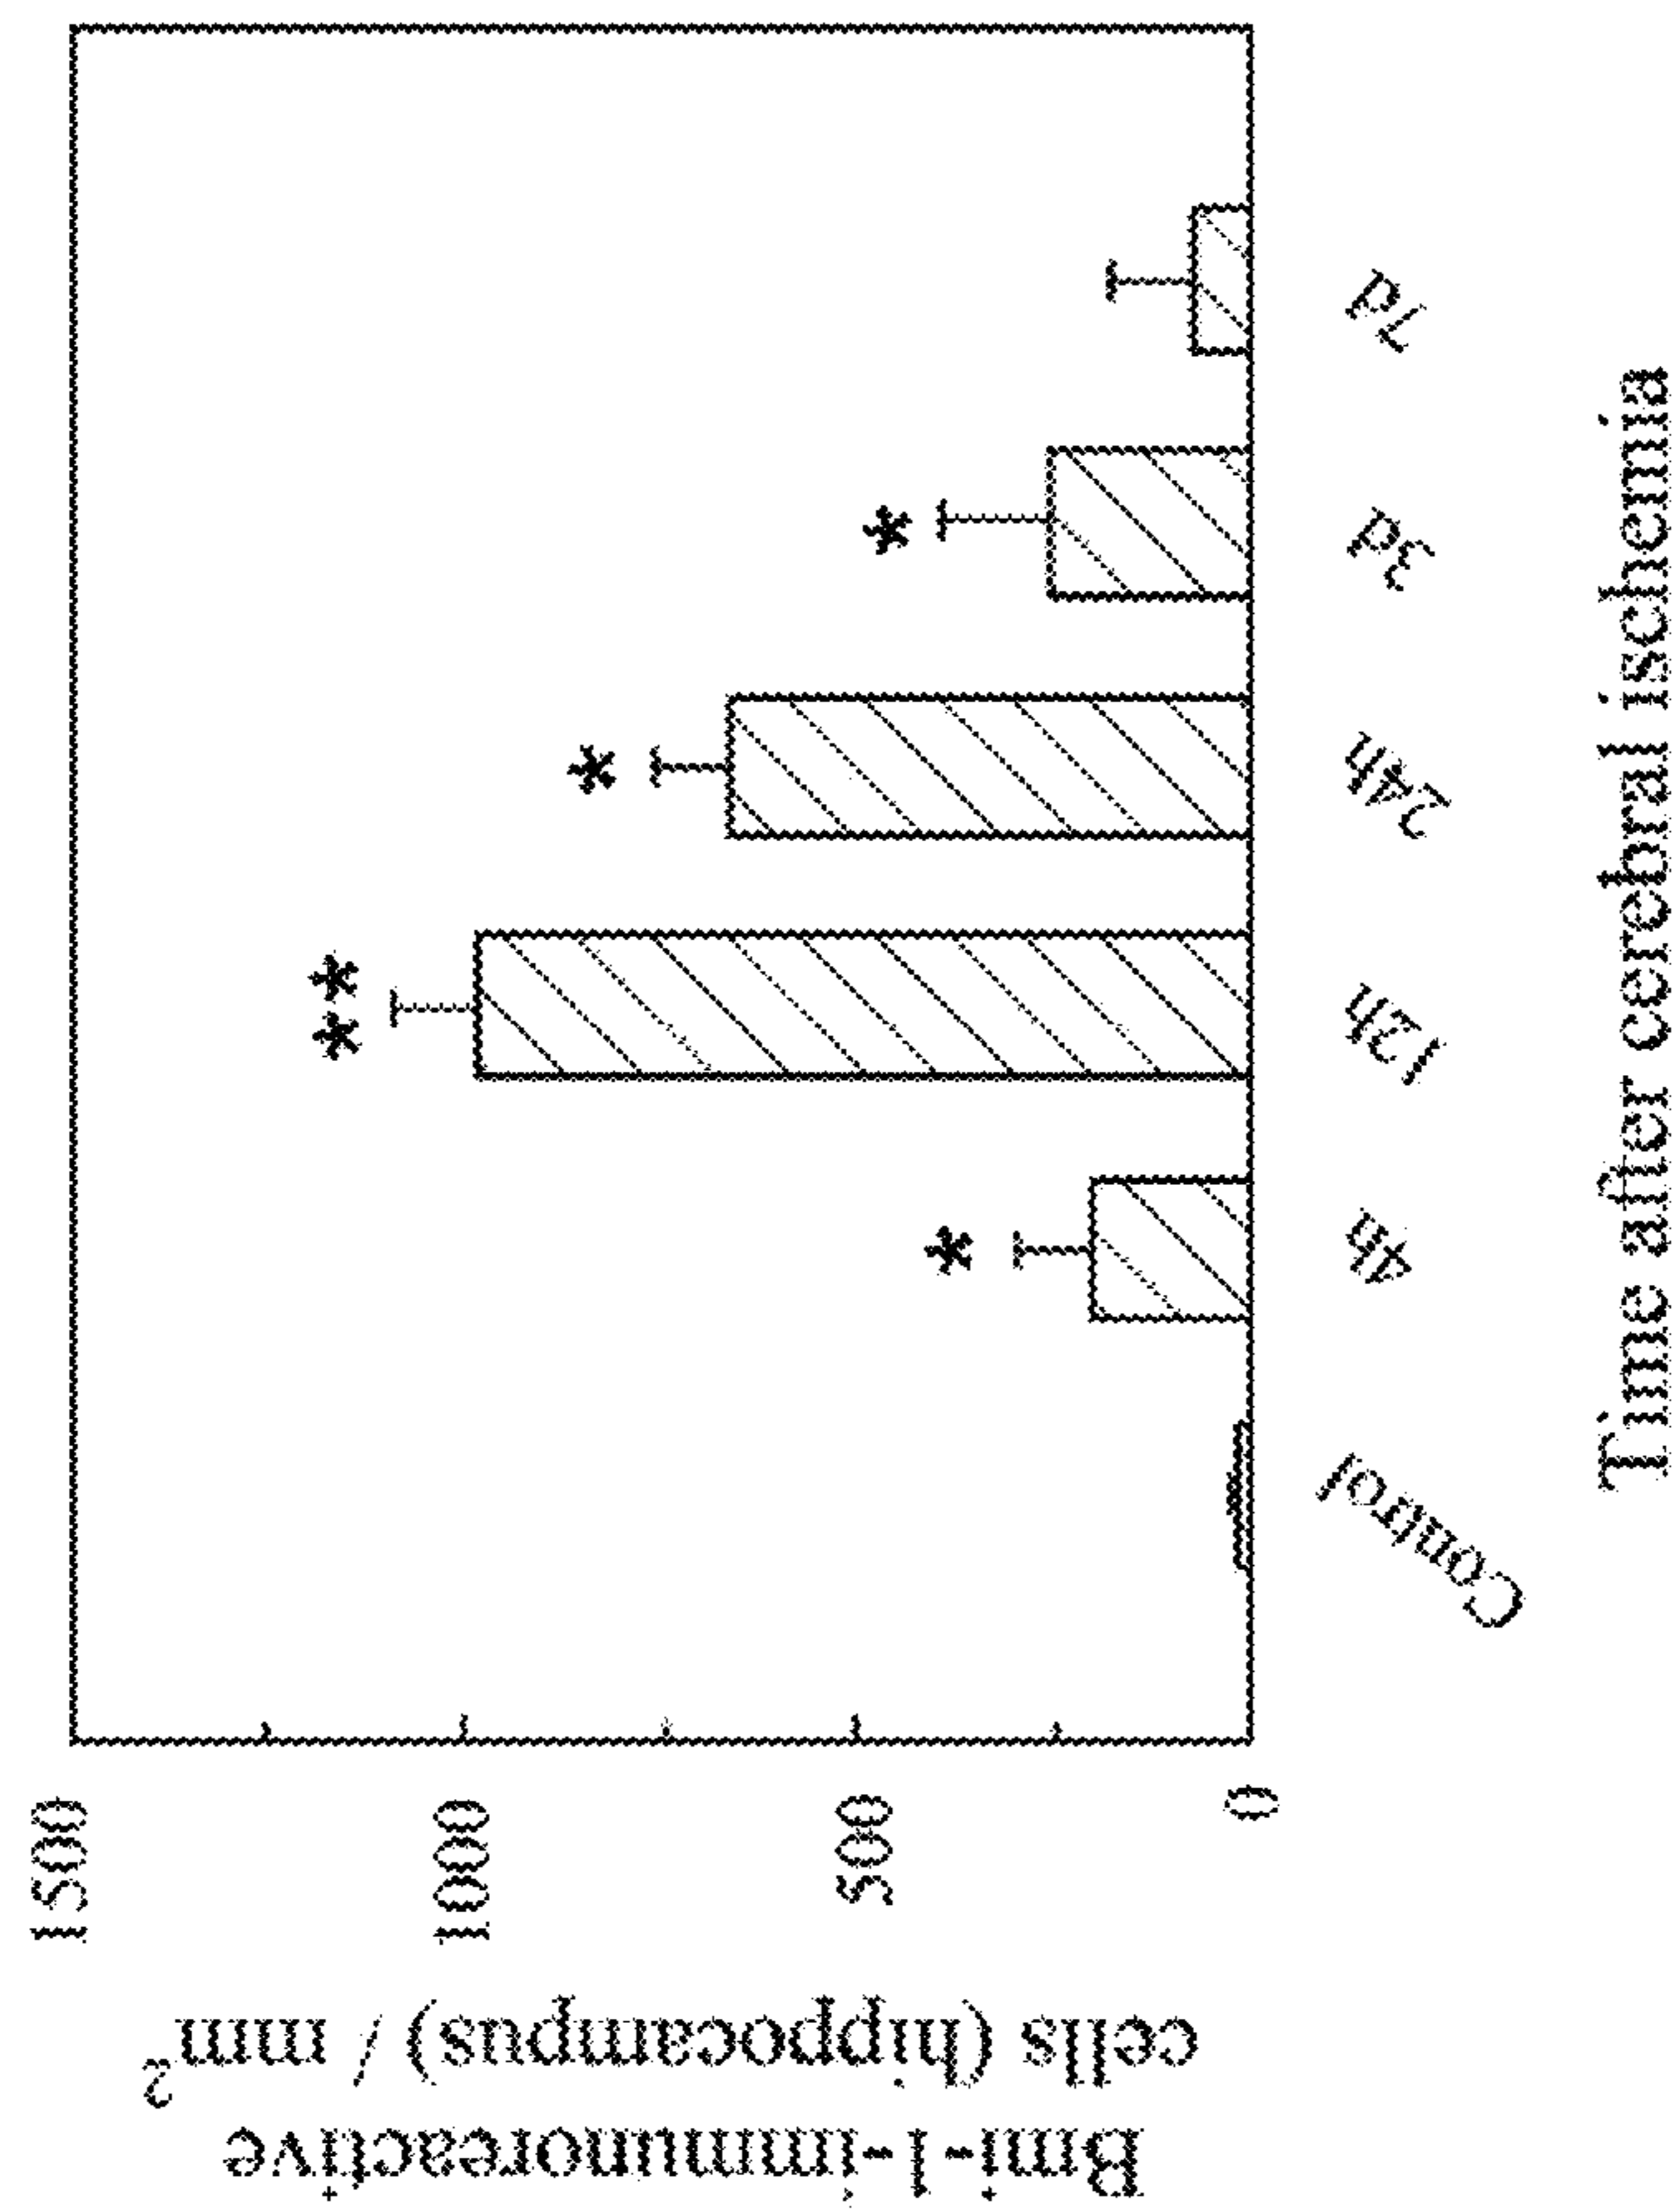 Bmi-1-immunoreactive
cells (hippocampus) / mm²
1500
1000
500
0
**
*
*
*
Control
4h
12h
24h
3d
7d
Time after cerebral ischemia